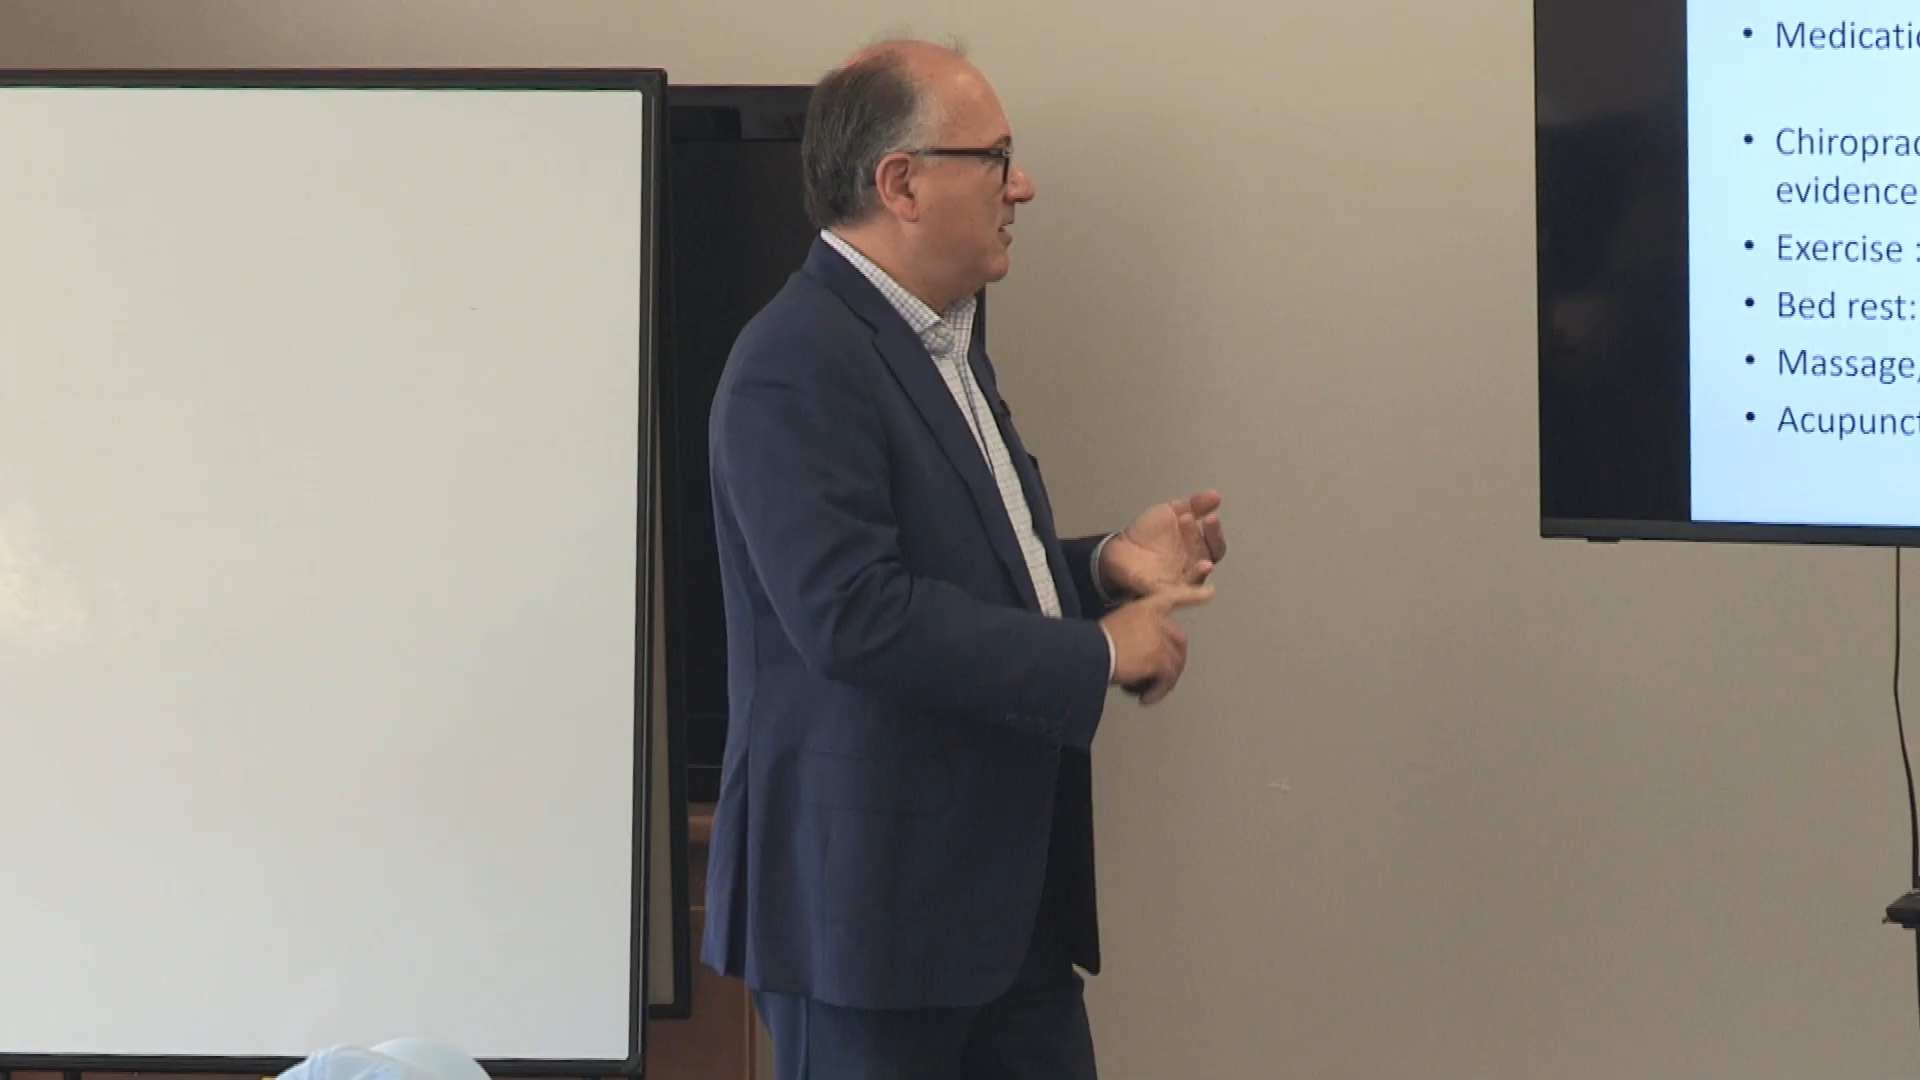 • Medicatio
• Chiroprac
evidence
• Exercise :
• Bed rest:
• Massage,
• Acupunct